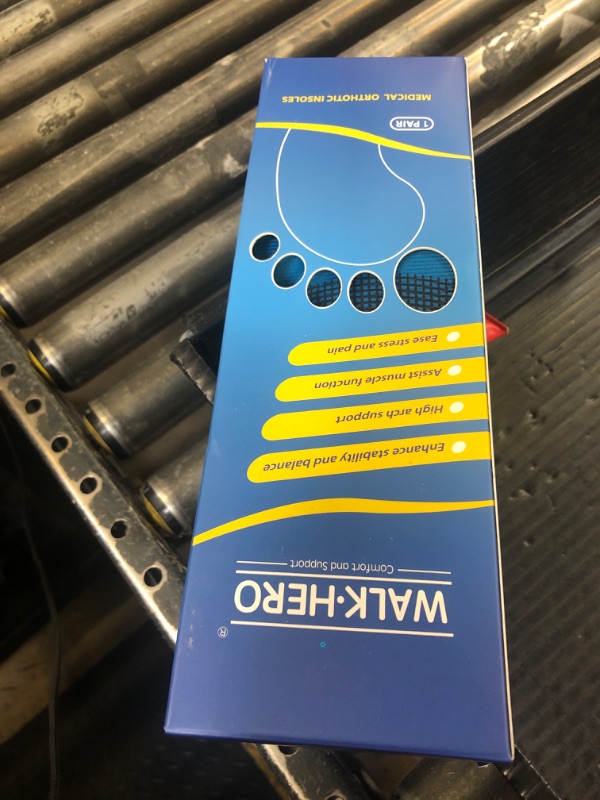 ®
WALK·HERO
Comfort and Support
Enhance stability and balance
High arch support
Assist muscle function
Ease stress and pain
1 PAIR
MEDICAL ORTHOTIC INSOLES